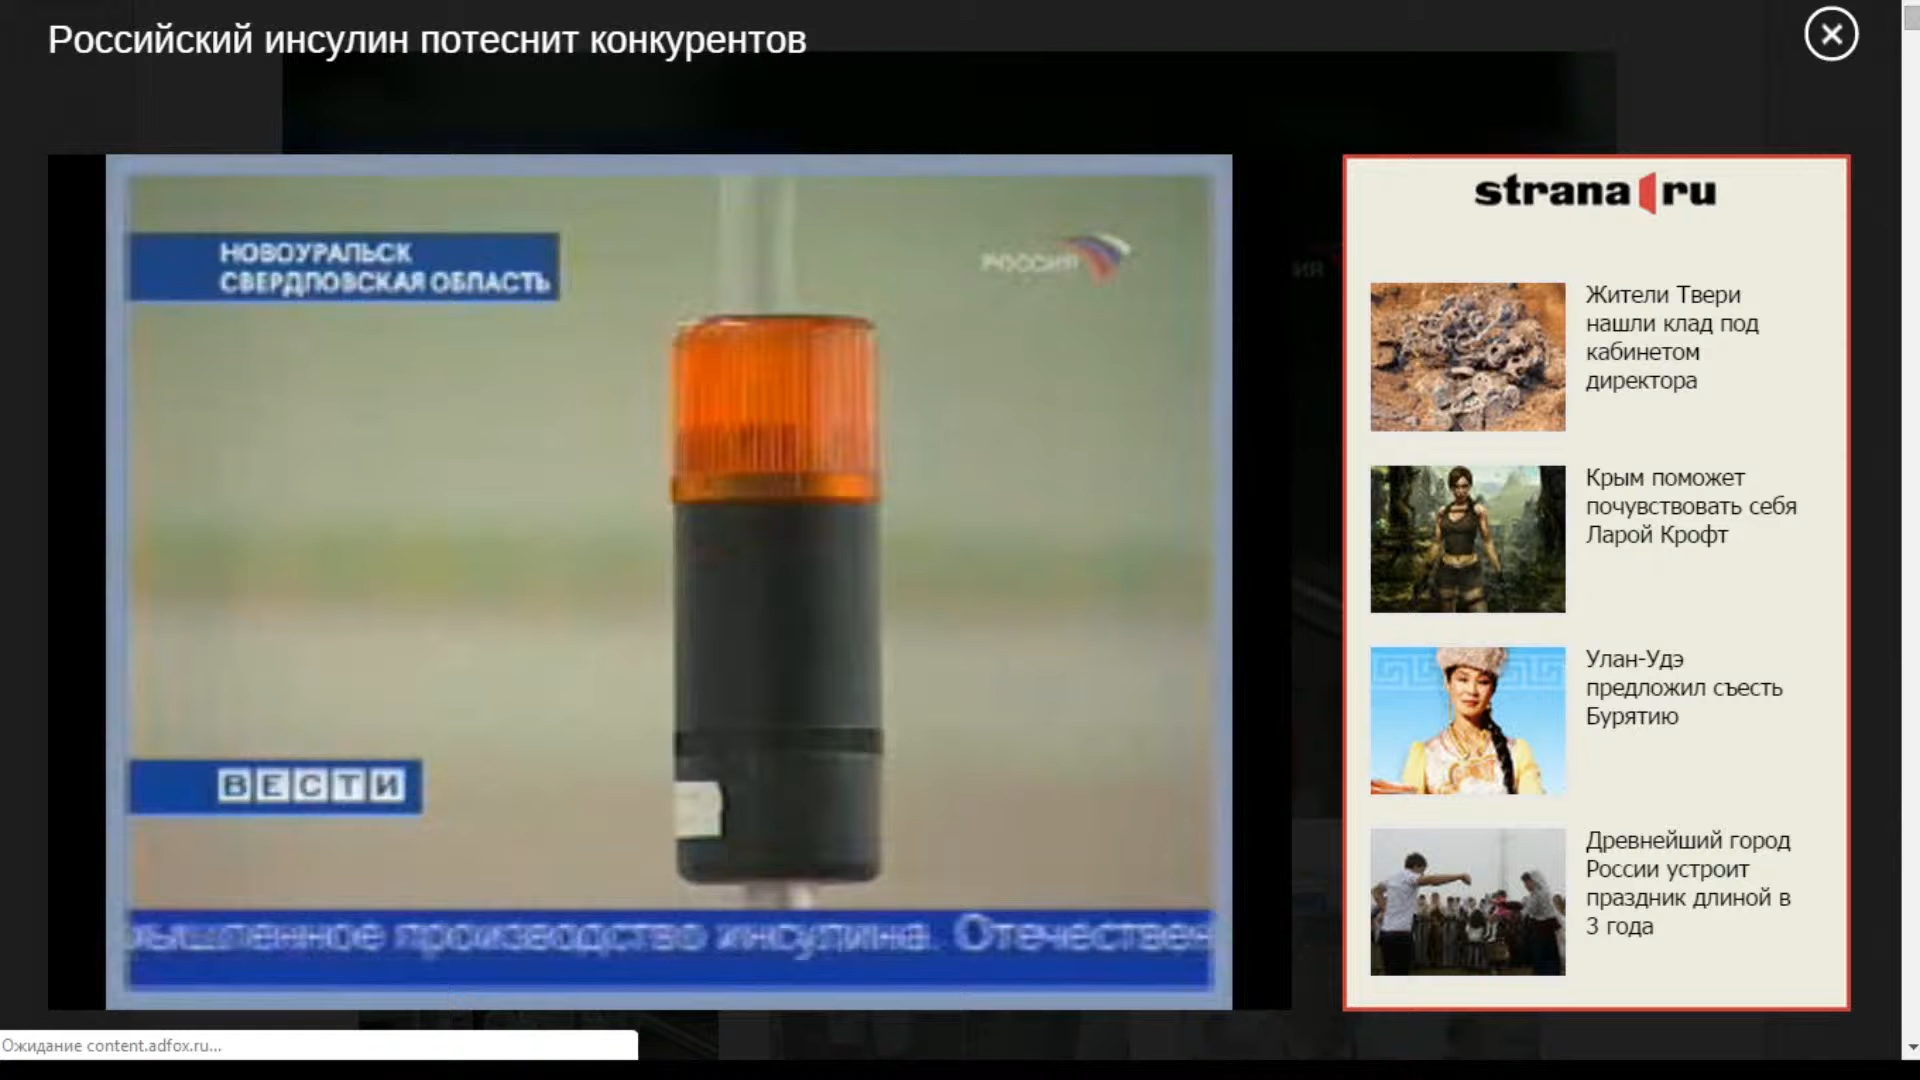 Российский инсулин потеснит конкурентов
НОВОУРАЛЬСК
СВЕРДЛОВСКАЯ ОБЛАСТЬ
РОССИЯ
ВЕСТИ
мышленное производство инсулина. Отечествен
strana ru
Жители Твери
нашли клад под
кабинетом
директора
Крым поможет
почувствовать себя
Ларой Крофт
Улан-Удэ
предложил съесть
Бурятию
Древнейший город
России устроит
праздник длиной в
3 года
Ожидание content.adfox.ru...